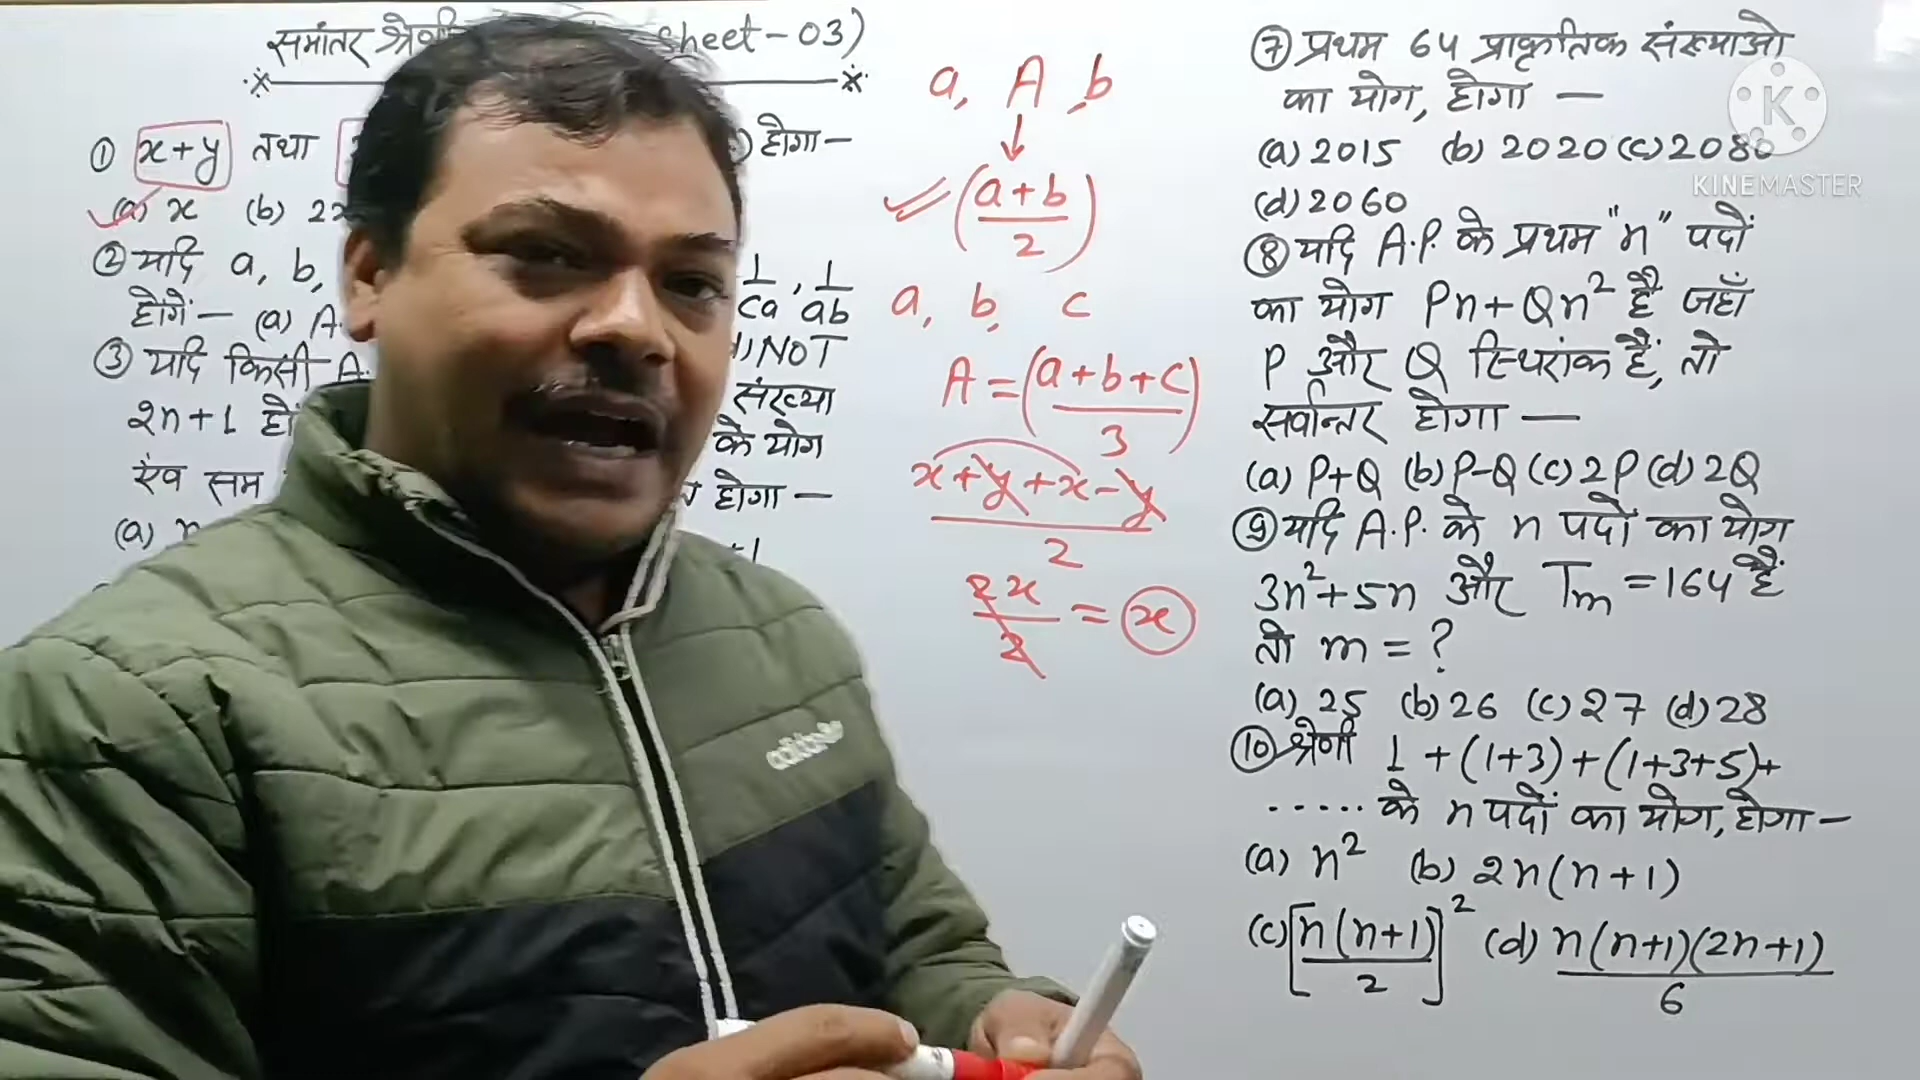 समांतर श्रेणी sheet-03)
① x+y तथा होगा—
(a) x (b) 2x
② यदि a, b, 1/ca, 1/ab
होंगें— (a) A. (d) NOT
③ यदि किसी A. संख्या
2n+1 हो के योग
एंव सम होगा—
(a) n +1
a, A, b
(a+b/2)
a, b, c
A = (a+b+c/3)
x+y+x-y/2
2x/2 = x
⑦ प्रथम 64 प्राकृतिक संख्याओ
का योग, होगा —
(a) 2015 (b) 2020 (c) 2080
(d) 2060
⑧ यदि A.P. के प्रथम "n" पदों
का योग Pn+Qn² है जहाँ
P और Q स्थिरांक हैं, तो
सर्वान्तर होगा —
(a) P+Q (b) P-Q (c) 2P (d) 2Q
⑨ यदि A.P. के n पदों का योग
3n²+5n और Tm = 164 हैं
तो m = ?
(a) 25 (b) 26 (c) 27 (d) 28
⑩ श्रेणी 1+(1+3)+(1+3+5)+
..... के n पदों का योग, होगा—
(a) n² (b) 2n(n+1)
(c) [n(n+1)/2]² (d) n(n+1)(2n+1)/6
K
KINEMASTER
adidas